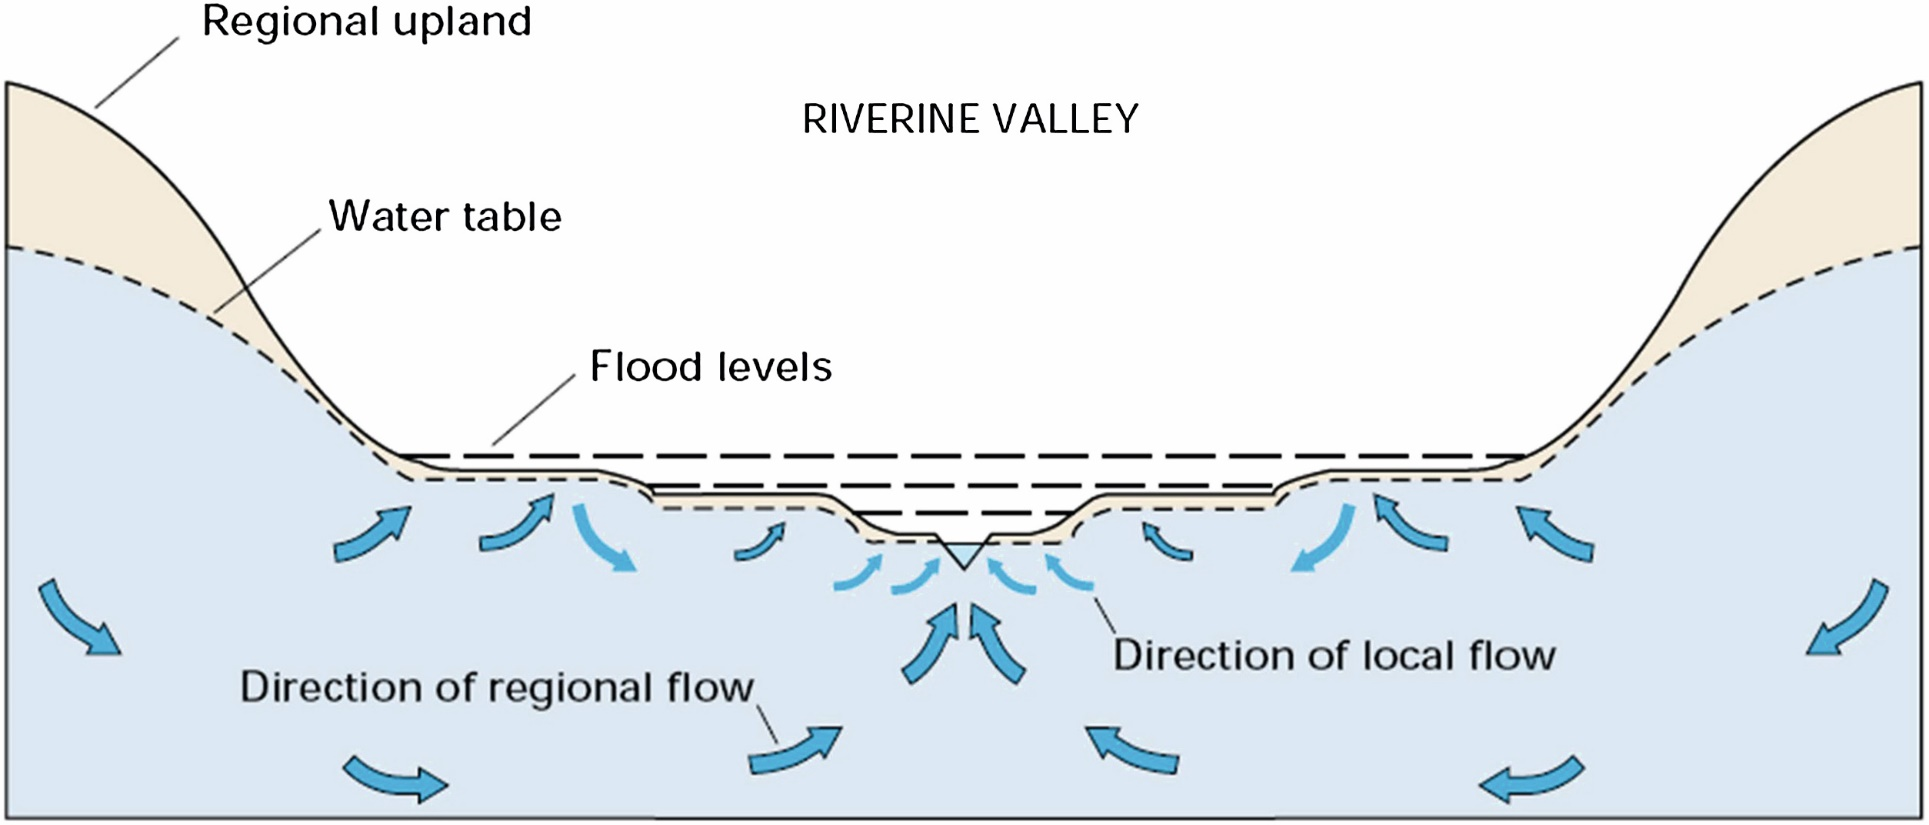 Regional upland
RIVERINE VALLEY
Water table
Flood levels
Direction of local flow
Direction of regional flow